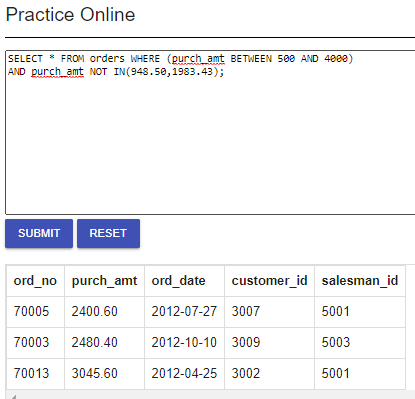 Practice Online
SELECT * FROM orders WHERE (purch_amt BETWEEN 500 AND 4000)
AND purch_amt NOT IN(948.50,1983.43);
SUBMIT RESET
ord_no purch_amt ord_date customer_id salesman_id
70005 2400.60 2012-07-27 3007 5001
70003 2480.40 2012-10-10 3009 5003
70013 3045.60 2012-04-25 3002 5001